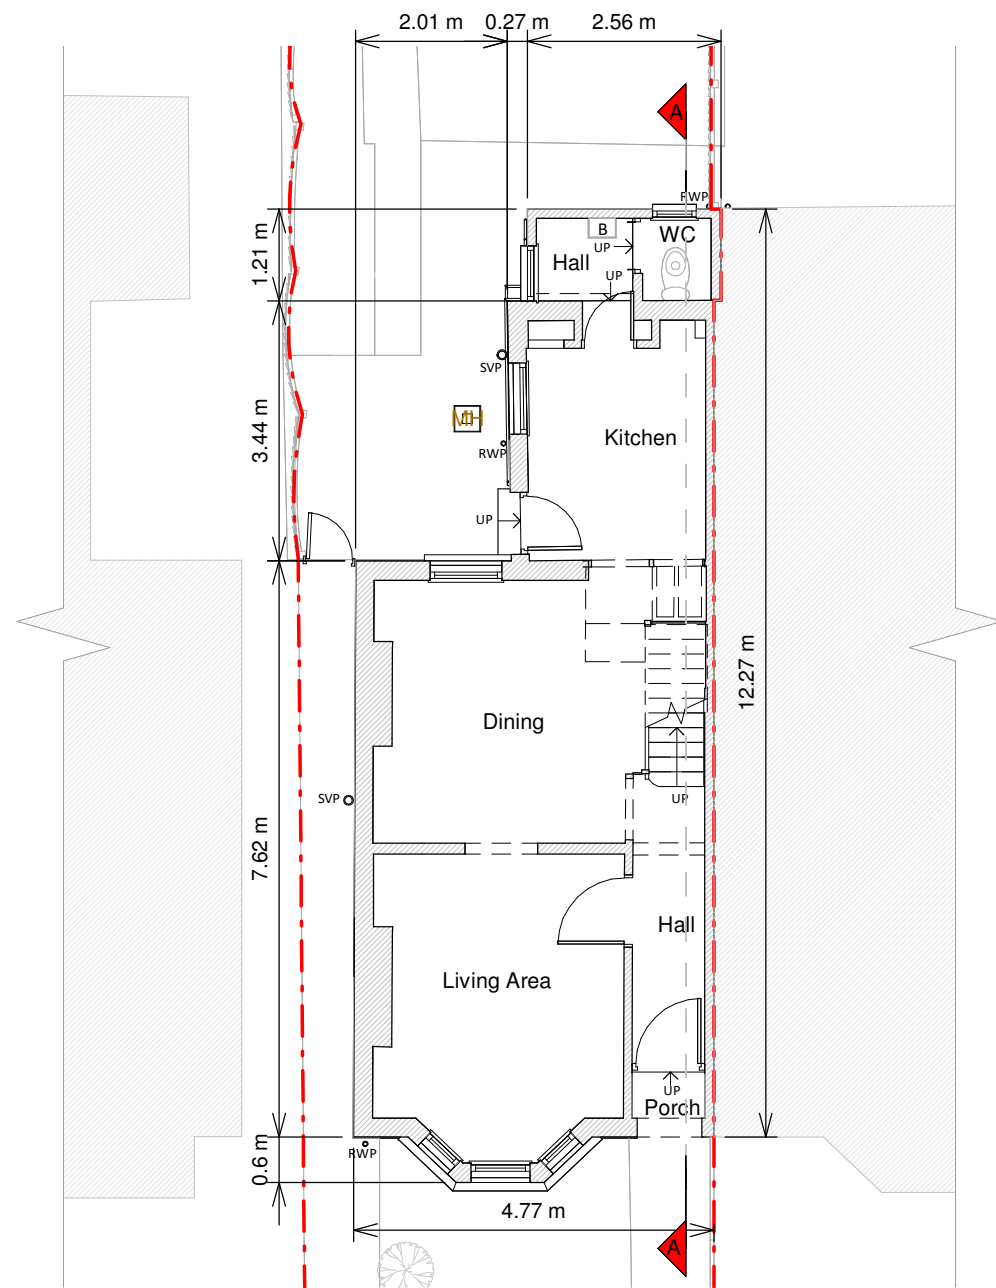 2.01 m 0.27 m 2.56 m
A
RWP
1.21 m
B
WC
UP
Hall
UP
SVP
MH
3.44 m
Kitchen
RWP
UP
12.27 m
Dining
UP
SVP
7.62 m
Hall
Living Area
UP
Porch
RWP
0.6 m
4.77 m
A